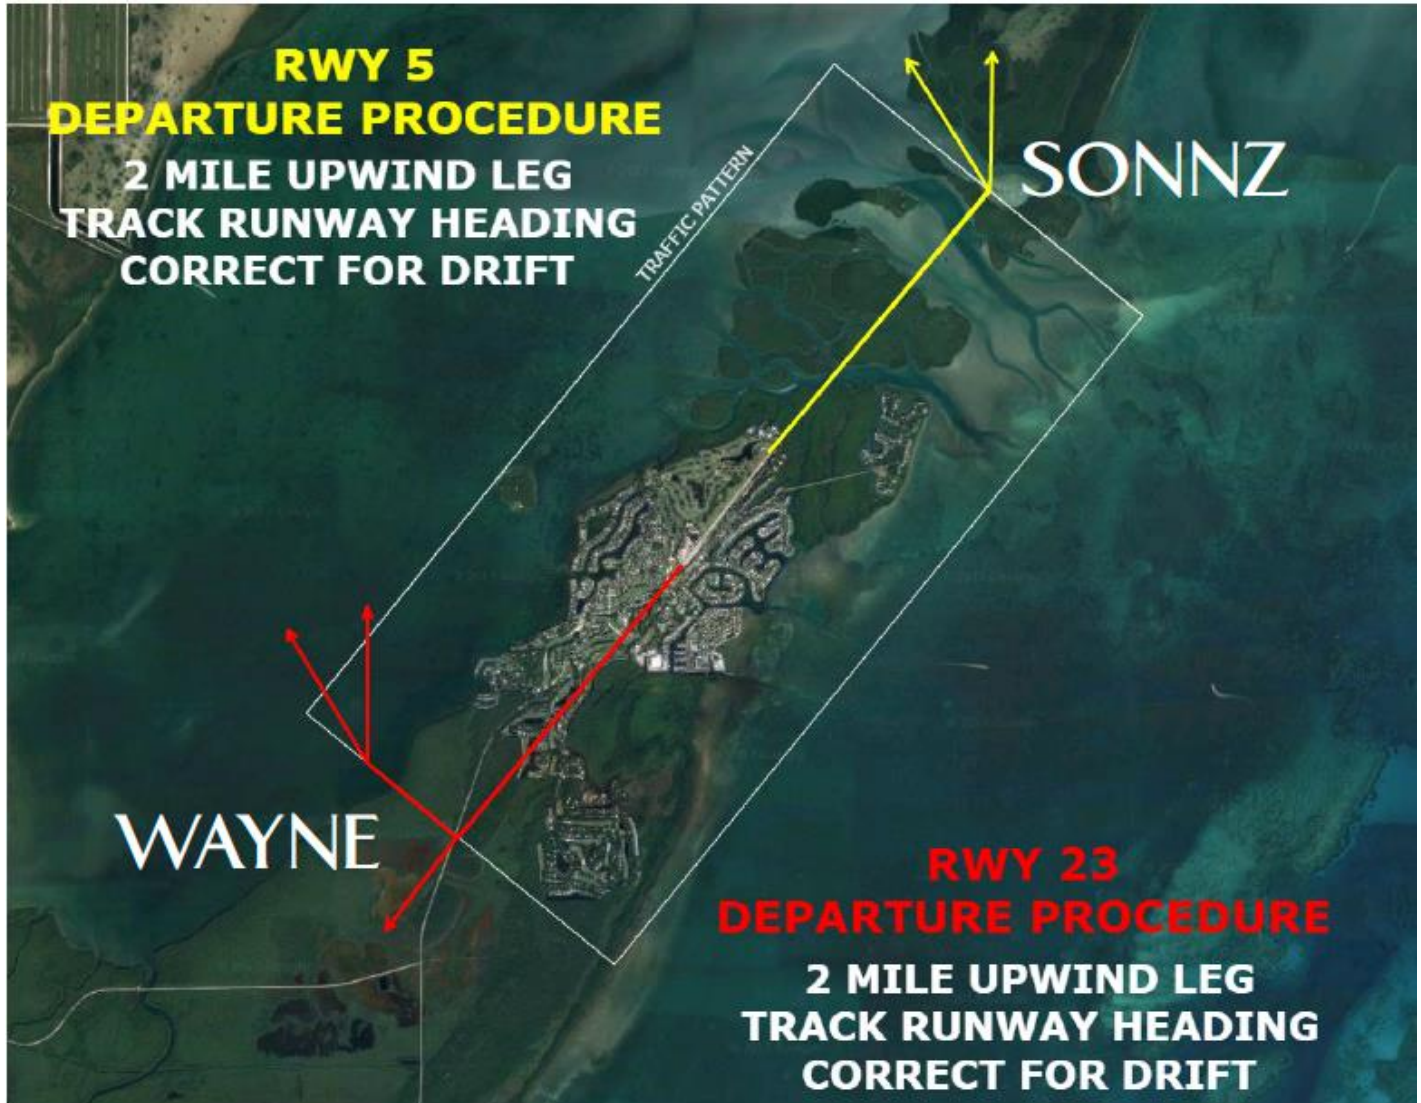 RWY 5
DEPARTURE PROCEDURE
2 MILE UPWIND LEG
TRACK RUNWAY HEADING
CORRECT FOR DRIFT
TRAFFIC PATTERN
SONNZ
WAYNE
RWY 23
DEPARTURE PROCEDURE
2 MILE UPWIND LEG
TRACK RUNWAY HEADING
CORRECT FOR DRIFT